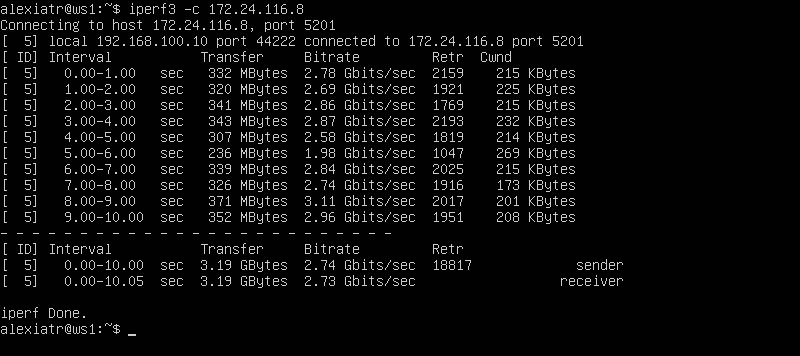 alexiatr@ws1:~$ iperf3 -c 172.24.116.8
Connecting to host 172.24.116.8, port 5201
[  5] local 192.168.100.10 port 44222 connected to 172.24.116.8 port 5201
[ ID] Interval           Transfer     Bitrate         Retr  Cwnd
[  5]   0.00-1.00   sec   332 MBytes  2.78 Gbits/sec  2159    215 KBytes
[  5]   1.00-2.00   sec   320 MBytes  2.69 Gbits/sec  1921    225 KBytes
[  5]   2.00-3.00   sec   341 MBytes  2.86 Gbits/sec  1769    215 KBytes
[  5]   3.00-4.00   sec   343 MBytes  2.87 Gbits/sec  2193    232 KBytes
[  5]   4.00-5.00   sec   307 MBytes  2.58 Gbits/sec  1819    214 KBytes
[  5]   5.00-6.00   sec   236 MBytes  1.98 Gbits/sec  1047    269 KBytes
[  5]   6.00-7.00   sec   339 MBytes  2.84 Gbits/sec  2025    215 KBytes
[  5]   7.00-8.00   sec   326 MBytes  2.74 Gbits/sec  1916    173 KBytes
[  5]   8.00-9.00   sec   371 MBytes  3.11 Gbits/sec  2017    201 KBytes
[  5]   9.00-10.00  sec   352 MBytes  2.96 Gbits/sec  1951    208 KBytes
- - - - - - - - - - - - - - - - - - - - - - - - -
[ ID] Interval           Transfer     Bitrate         Retr
[  5]   0.00-10.00  sec  3.19 GBytes  2.74 Gbits/sec  18817             sender
[  5]   0.00-10.05  sec  3.19 GBytes  2.73 Gbits/sec                  receiver

iperf Done.
alexiatr@ws1:~$ _